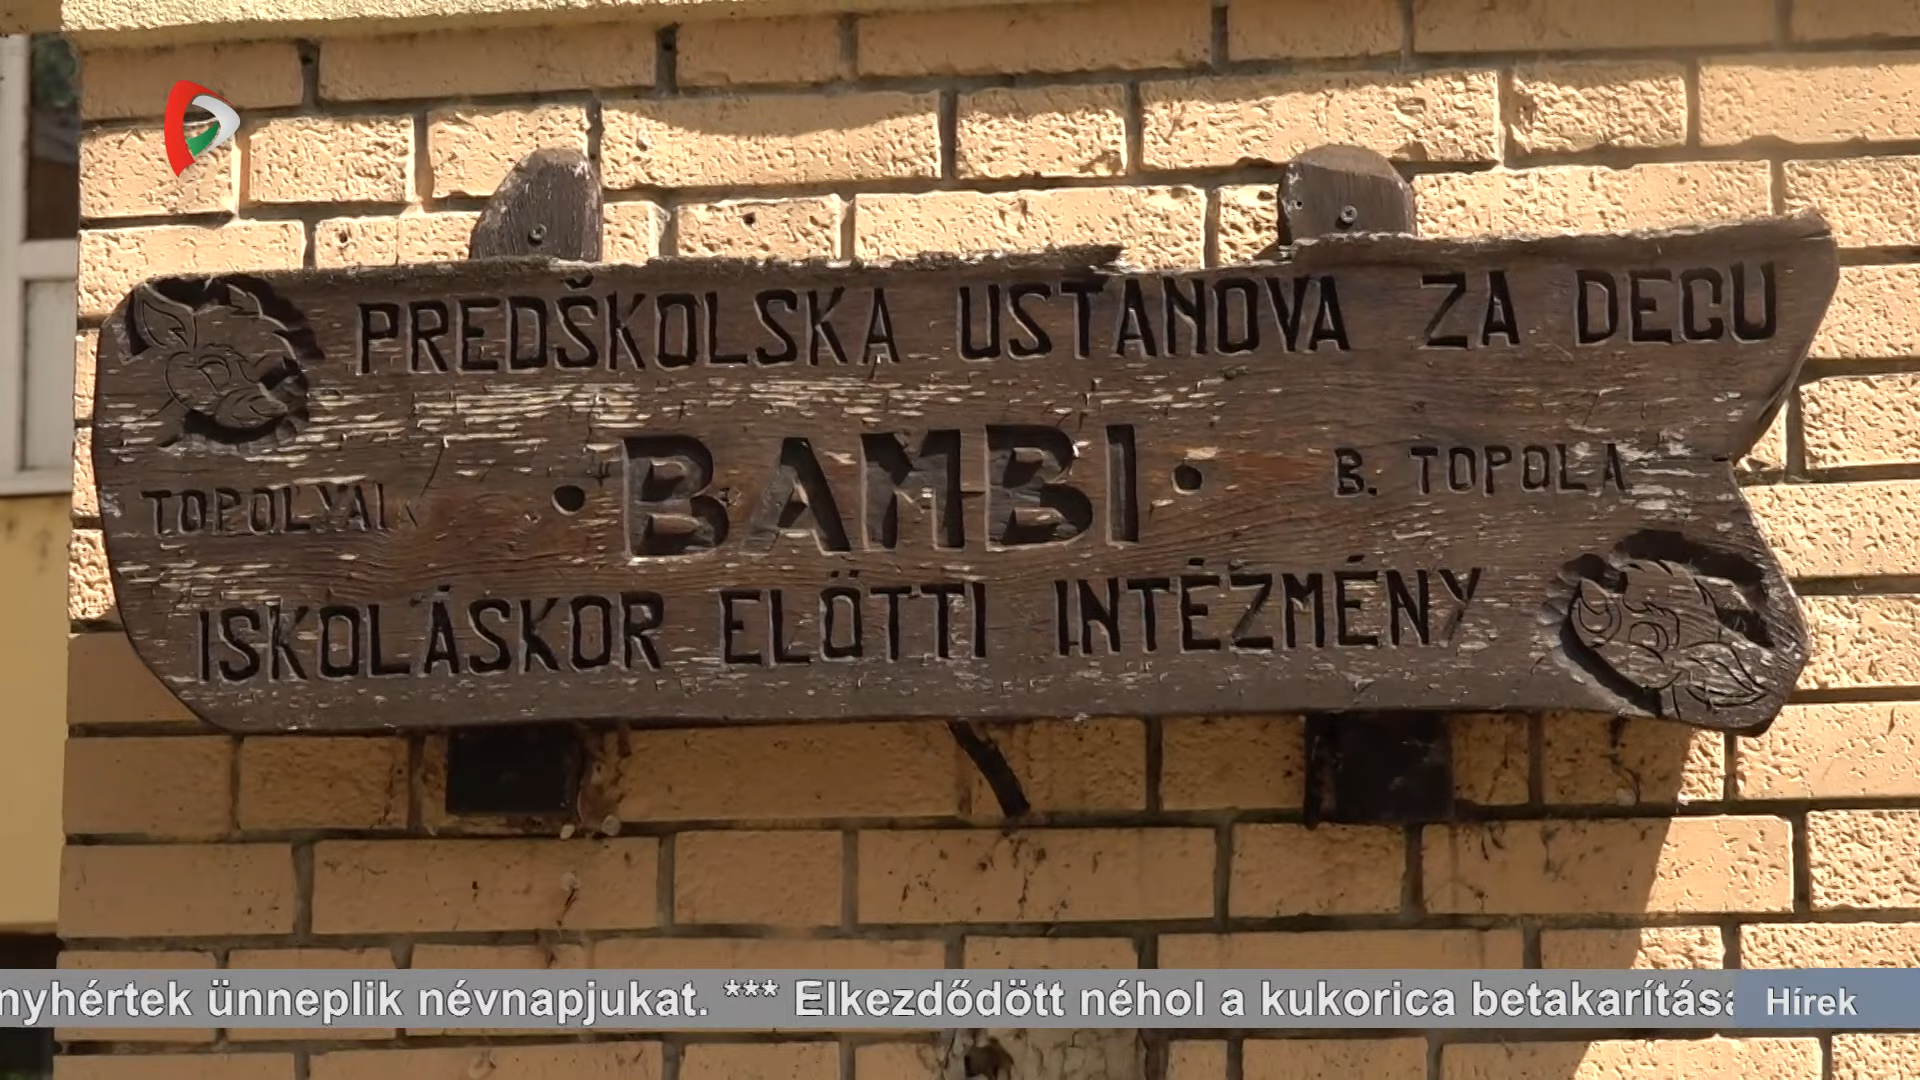 PREDŠKOLSKA USTANOVA ZA DECU
TOPOLYAI • BAMBI • B. TOPOLA
ISKOLÁSKOR ELÖTTI INTÉZMÉNY
nyhértek ünneplik névnapjukat. *** Elkezdődött néhol a kukorica betakarítása Hírek